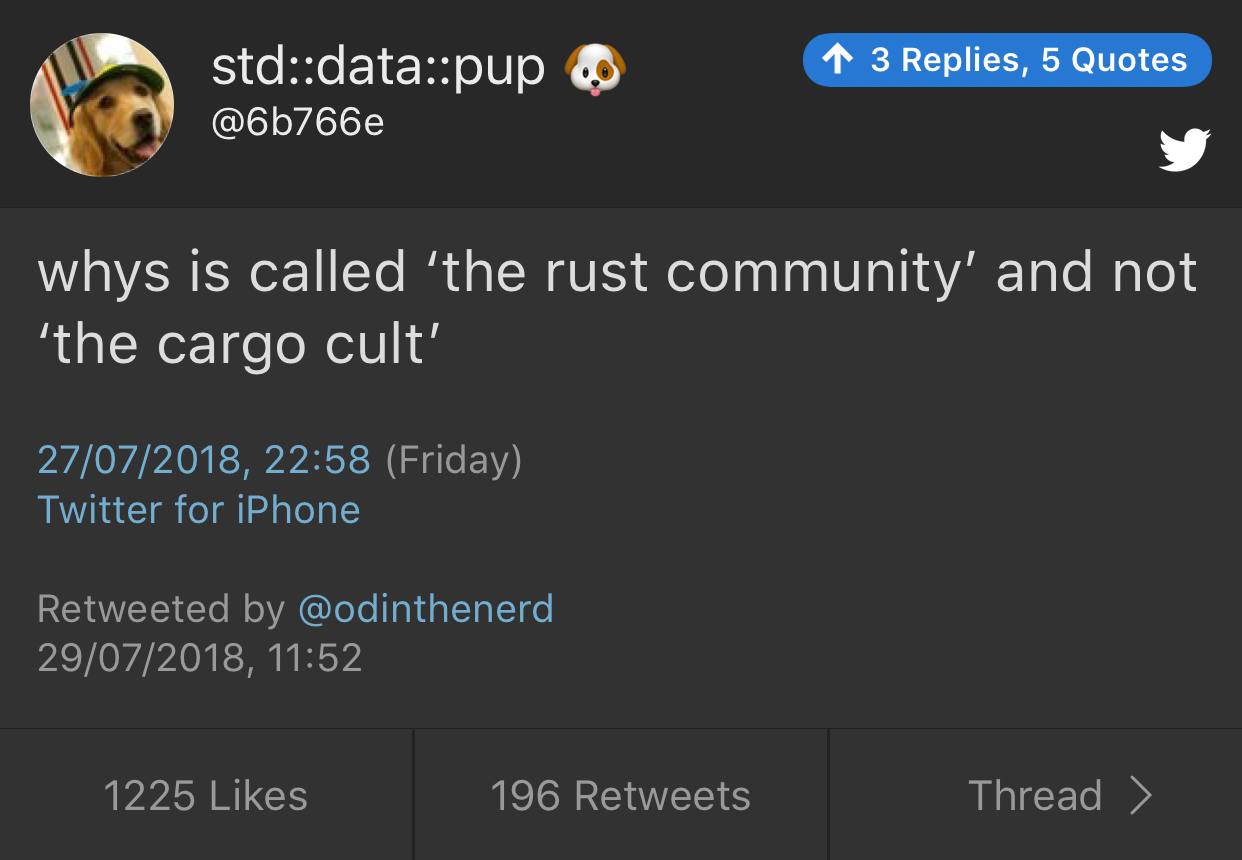 std::data::pup 🐶
@6b766e
↑ 3 Replies, 5 Quotes
whys is called ‘the rust community’ and not
‘the cargo cult’
27/07/2018, 22:58 (Friday)
Twitter for iPhone
Retweeted by @odinthenerd
29/07/2018, 11:52
1225 Likes
196 Retweets
Thread >